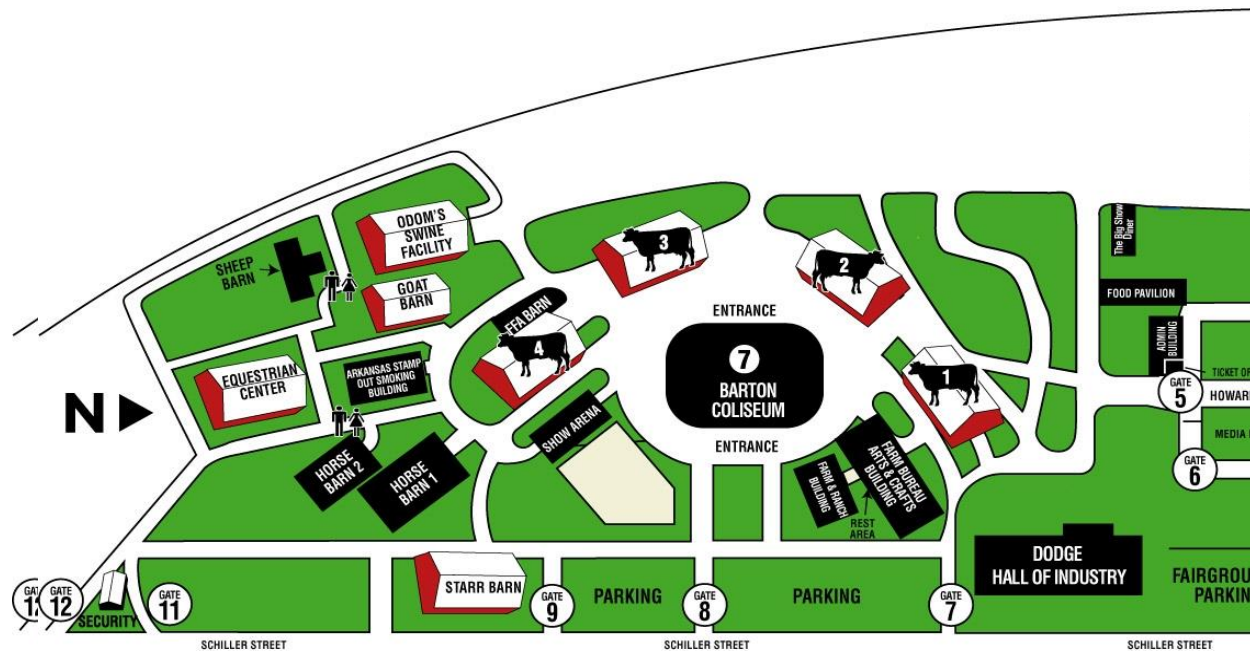 ODOM'S
SWINE
FACILITY
SHEEP
BARN
GOAT
BARN
FFA BARN
4
3
2
1
The Big Show
Diner
FOOD PAVILION
ADMIN
BUILDING
ENTRANCE
7
BARTON
COLISEUM
ENTRANCE
EQUESTRIAN
CENTER
ARKANSAS STAMP
OUT SMOKING
BUILDING
N
GATE
5
HOWAR
MEDIA
GATE
6
SHOW ARENA
HORSE
BARN 2
HORSE
BARN 1
FARM & RANCH
BUILDING
FARM BUREAU
ARTS & CRAFTS
BUILDING
REST
AREA
DODGE
HALL OF INDUSTRY
FAIRGROU
PARKIN
STARR BARN
PARKING
PARKING
GATE
12
SECURITY
GATE
11
GATE
9
GATE
8
GATE
7
SCHILLER STREET
SCHILLER STREET
SCHILLER STREET